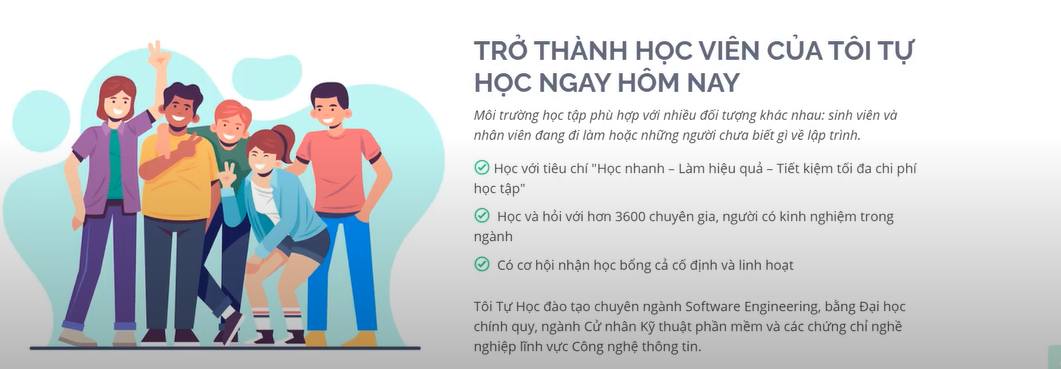 TRỞ THÀNH HỌC VIÊN CỦA TÔI TỰ
HỌC NGAY HÔM NAY
Môi trường học tập phù hợp với nhiều đối tượng khác nhau: sinh viên và
nhân viên đang đi làm hoặc những người chưa biết gì về lập trình.
Học với tiêu chí "Học nhanh – Làm hiệu quả – Tiết kiệm tối đa chi phí
học tập"
Học và hỏi với hơn 3600 chuyên gia, người có kinh nghiệm trong
ngành
Có cơ hội nhận học bổng cả cố định và linh hoạt
Tôi Tự Học đào tạo chuyên ngành Software Engineering, bằng Đại học
chính quy, ngành Cử nhân Kỹ thuật phần mềm và các chứng chỉ nghề
nghiệp lĩnh vực Công nghệ thông tin.